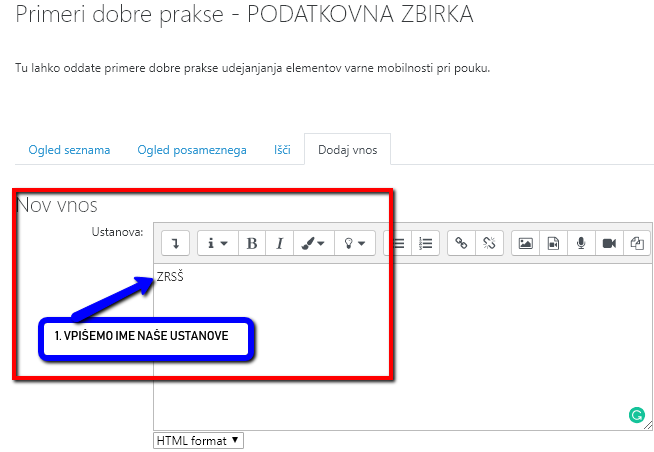 Primeri dobre prakse - PODATKOVNA ZBIRKA
Tu lahko oddate primere dobre prakse udejanjanja elementov varne mobilnosti pri pouku.
Ogled seznama Ogled posameznega Išči Dodaj vnos
Nov vnos
Ustanova:
B I
ZRSŠ
1. VPIŠEMO IME NAŠE USTANOVE
HTML format